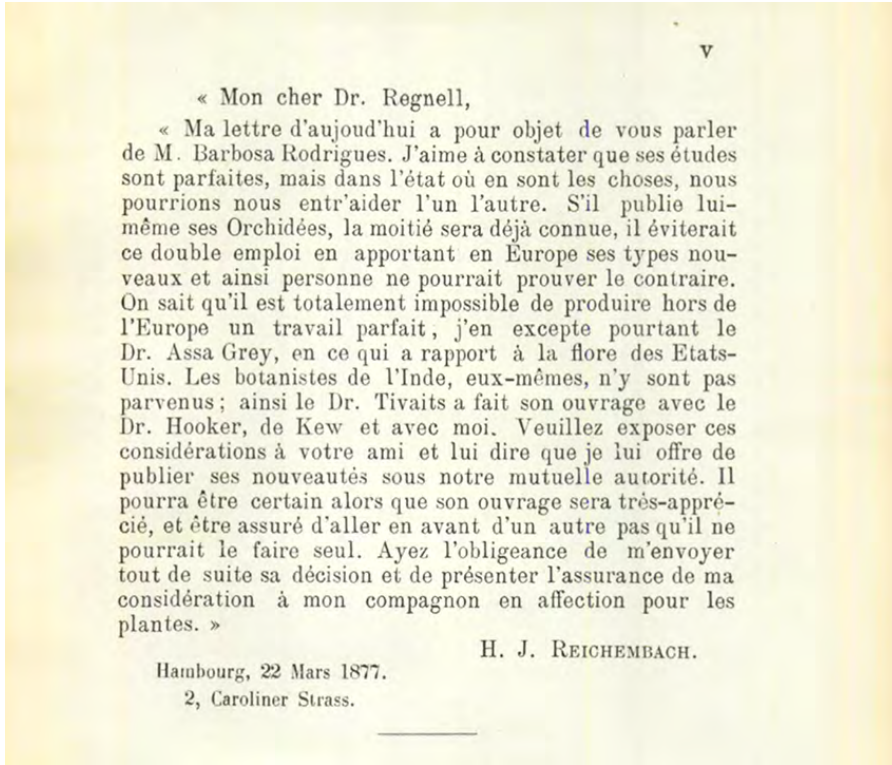 V
« Mon cher Dr. Regnell,
« Ma lettre d'aujoud'hui a pour objet de vous parler
de M. Barbosa Rodrigues. J'aime à constater que ses études
sont parfaites, mais dans l'état où en sont les choses, nous
pourrions nous entr'aider l'un l'autre. S'il publie lui-
même ses Orchidées, la moitié sera déjà connue, il éviterait
ce double emploi en apportant en Europe ses types nou-
veaux et ainsi personne ne pourrait prouver le contraire.
On sait qu'il est totalement impossible de produire hors de
l'Europe un travail parfait, j'en excepte pourtant le
Dr. Assa Grey, en ce qui a rapport à la flore des Etats-
Unis. Les botanistes de l'Inde, eux-mêmes, n'y sont pas
parvenus ; ainsi le Dr. Tivaits a fait son ouvrage avec le
Dr. Hooker, de Kew et avec moi. Veuillez exposer ces
considérations à votre ami et lui dire que je lui offre de
publier ses nouveautés sous notre mutuelle autorité. Il
pourra être certain alors que son ouvrage sera très-appré-
cié, et être assuré d'aller en avant d'un autre pas qu'il ne
pourrait le faire seul. Ayez l'obligeance de m'envoyer
tout de suite sa décision et de présenter l'assurance de ma
considération à mon compagnon en affection pour les
plantes. »
H. J. REICHEMBACH.
Hambourg, 22 Mars 1877.
2, Caroliner Strass.